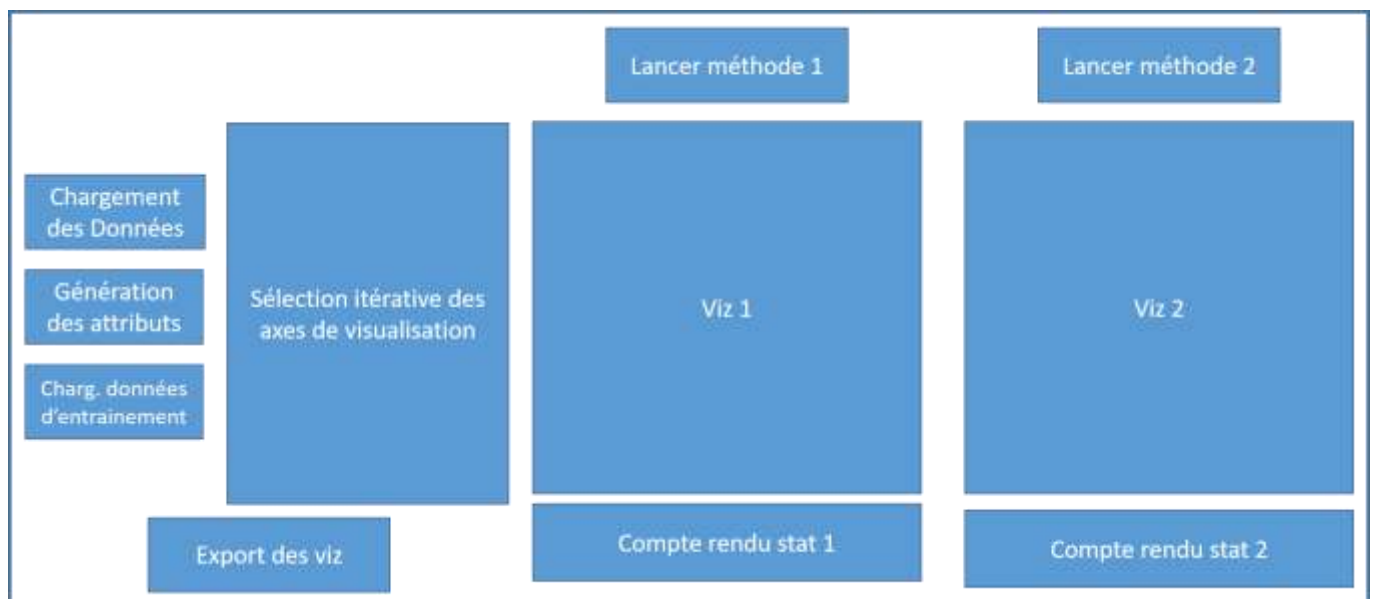 Lancer méthode 1
Lancer méthode 2
Chargement
des Données
Génération
des attributs
Charg. données
d'entrainement
Sélection itérative des
axes de visualisation
Viz 1
Viz 2
Export des viz
Compte rendu stat 1
Compte rendu stat 2